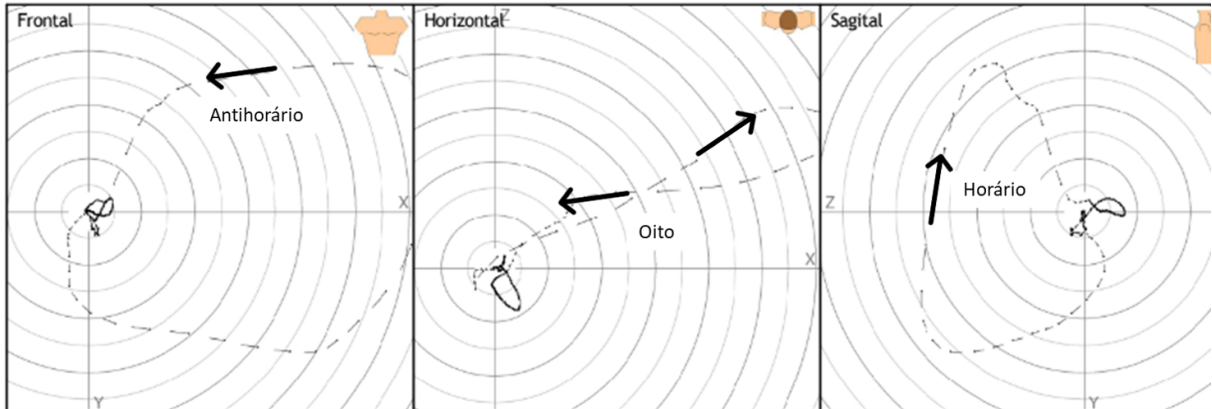 Frontal
Antihorário
X
Y
Horizontal
Z
Oito
X
Sagital
Horário
Z
Y